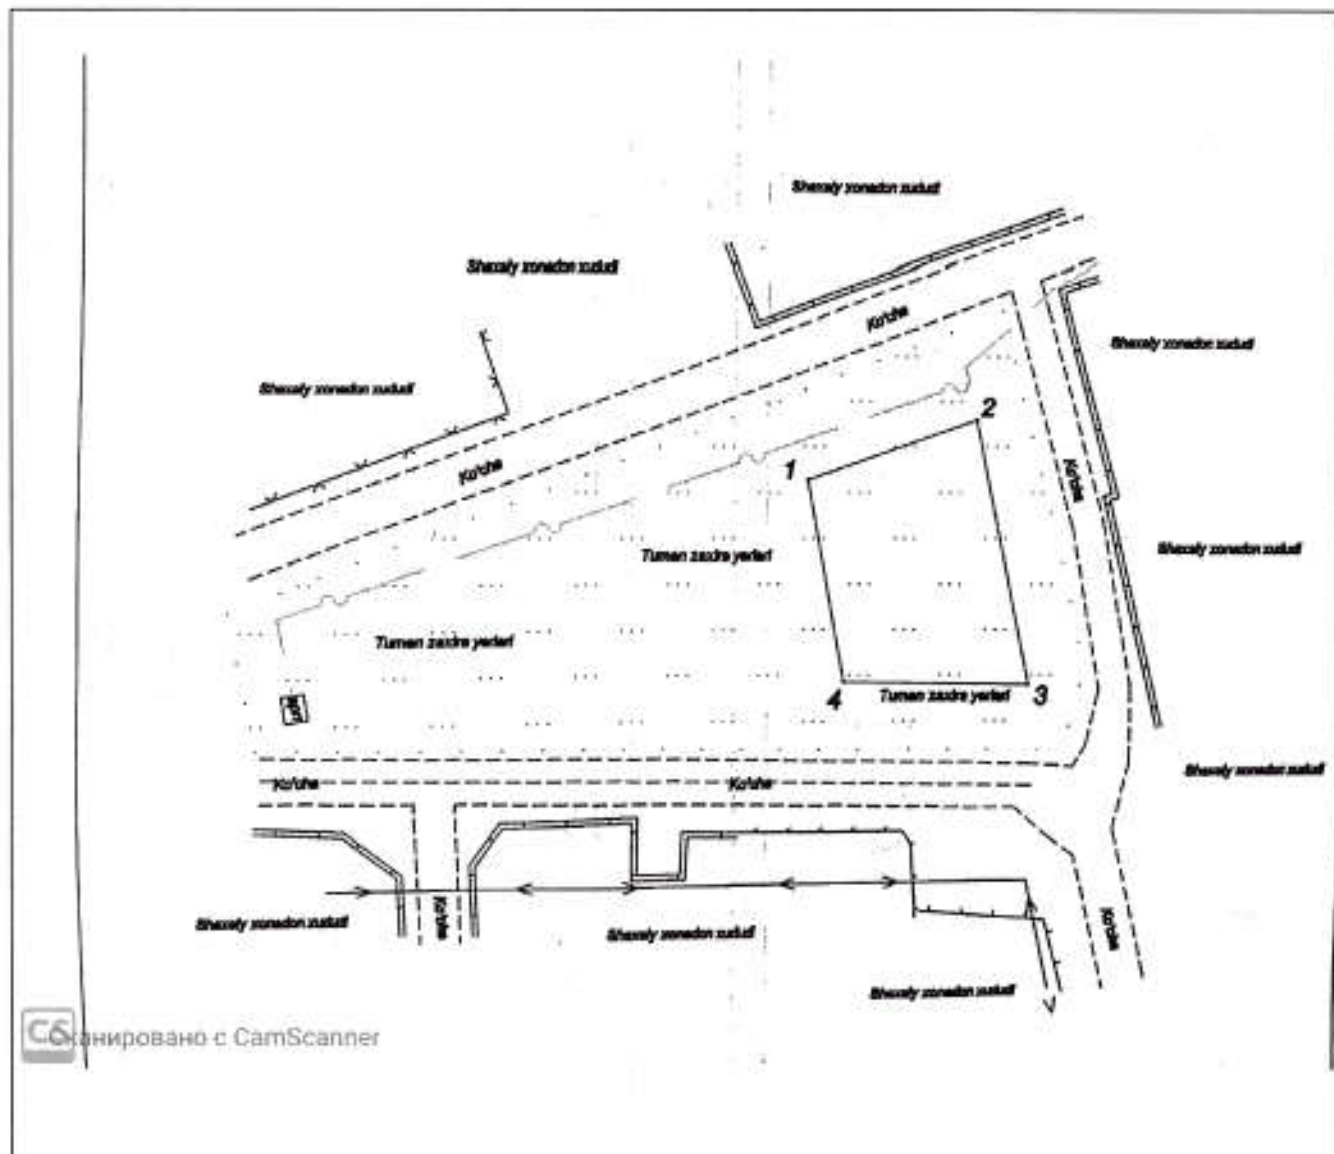 Shaxsiy xonadon xududi
Shaxsiy xonadon xududi
Ko'cha
Shaxsiy xonadon xududi
Shaxsiy xonadon xududi
2
1
Ko'cha
Ko'cha
Tuman zaxira yerlari
Shaxsiy xonadon xududi
Tuman zaxira yerlari
4
Tuman zaxira yerlari
3
Shaxsiy xonadon xududi
Ko'cha
Ko'cha
Shaxsiy xonadon xududi
Ko'cha
Shaxsiy xonadon xududi
Ko'cha
Shaxsiy xonadon xududi
CS
Сканировано с CamScanner